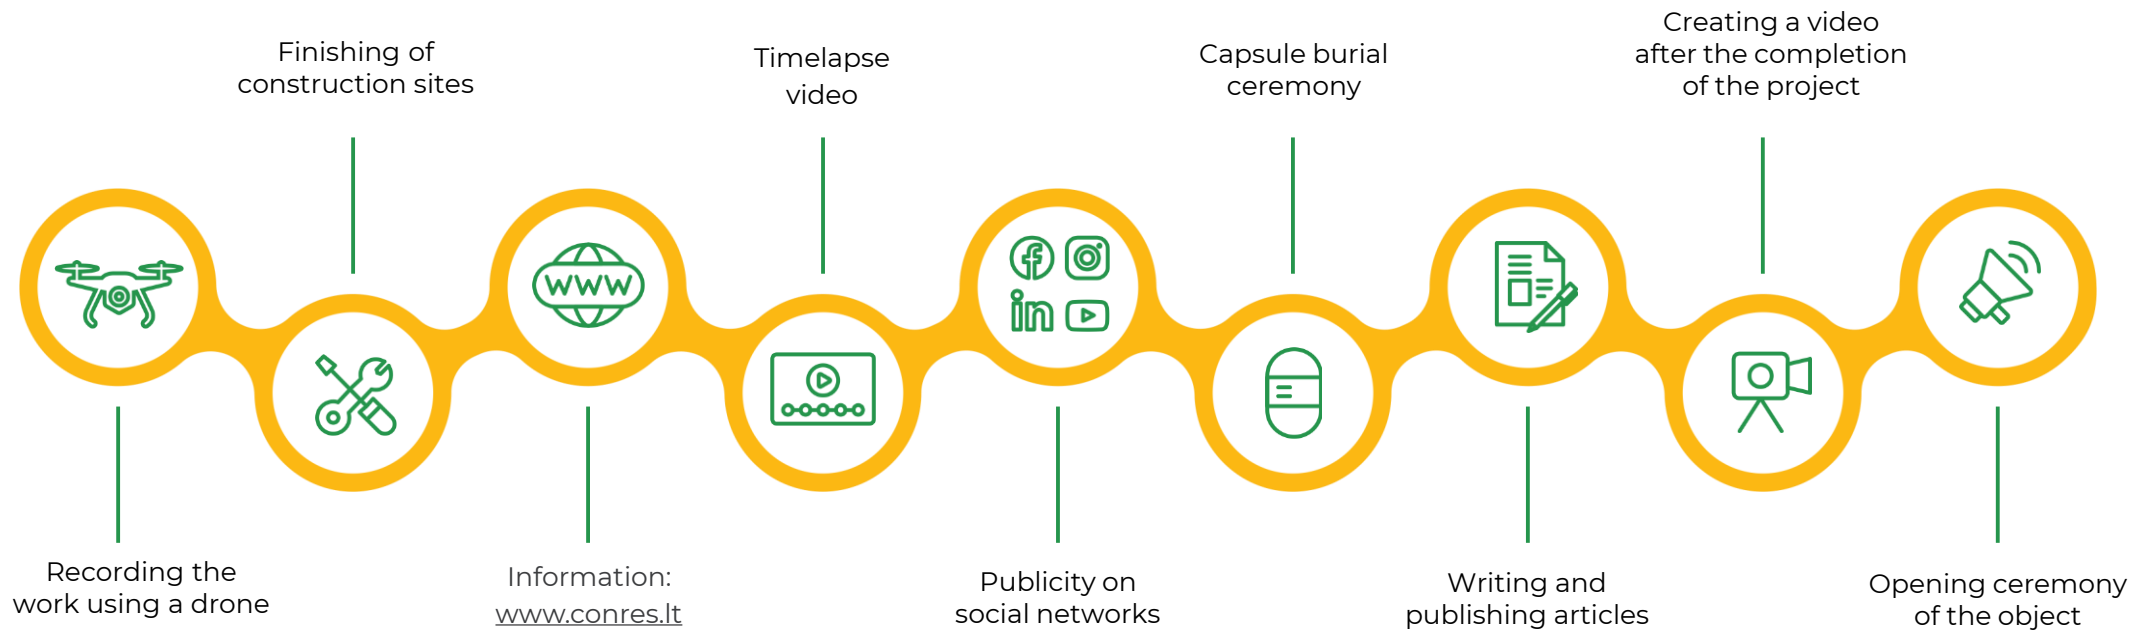 Finishing of
construction sites
Timelapse
video
Capsule burial
ceremony
Creating a video
after the completion
of the project
WWW
in
Recording the
work using a drone
Information:
www.conres.lt
Publicity on
social networks
Writing and
publishing articles
Opening ceremony
of the object